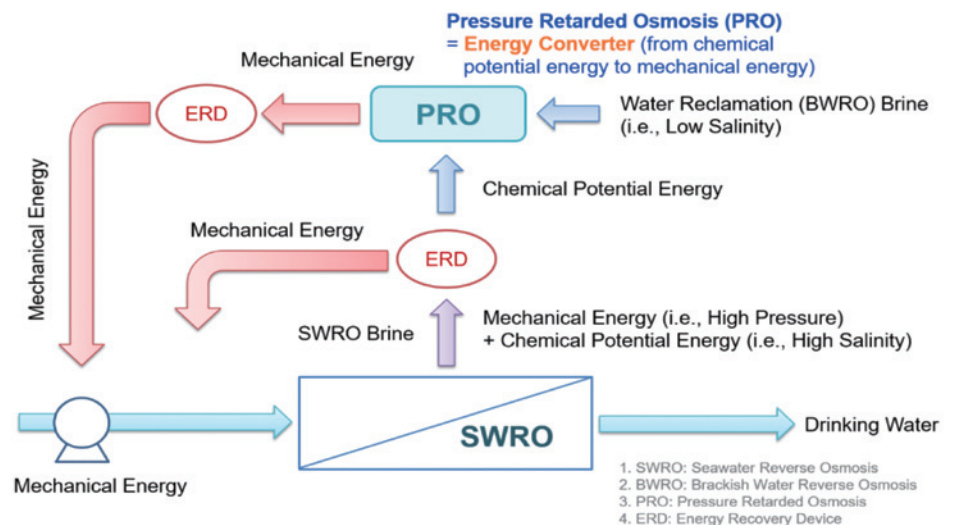 Pressure Retarded Osmosis (PRO)
= Energy Converter (from chemical
potential energy to mechanical energy)
Mechanical Energy
ERD
PRO
Water Reclamation (BWRO) Brine
(i.e., Low Salinity)
Mechanical Energy
Chemical Potential Energy
Mechanical Energy
ERD
SWRO Brine
Mechanical Energy (i.e., High Pressure)
+ Chemical Potential Energy (i.e., High Salinity)
SWRO
Drinking Water
Mechanical Energy
1. SWRO: Seawater Reverse Osmosis
2. BWRO: Brackish Water Reverse Osmosis
3. PRO: Pressure Retarded Osmosis
4. ERD: Energy Recovery Device